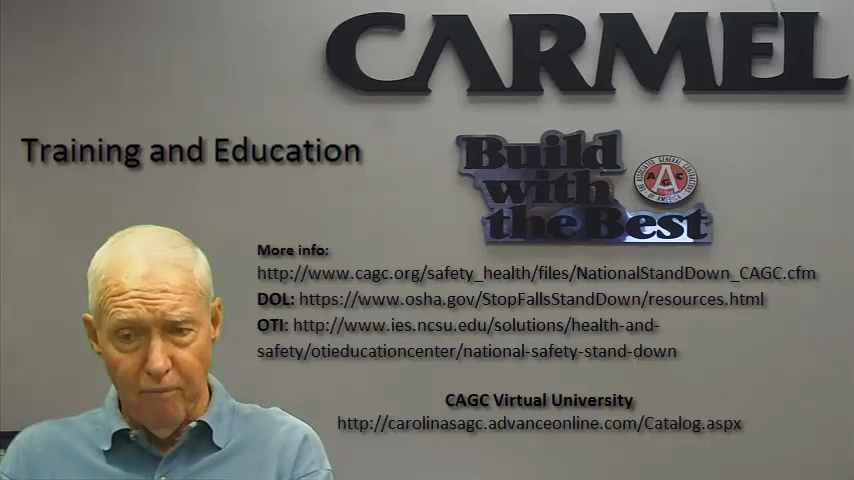 CARMEL
Training and Education
Build
with
the Best
THE ASSOCIATED GENERAL CONTRACTORS
AGC
OF AMERICA
More info:
http://www.cagc.org/safety_health/files/NationalStandDown_CAGC.cfm
DOL: https://www.osha.gov/StopFallsStandDown/resources.html
OTI: http://www.ies.ncsu.edu/solutions/health-and-
safety/otieducationcenter/national-safety-stand-down
CAGC Virtual University
http://carolinasagc.advanceonline.com/Catalog.aspx